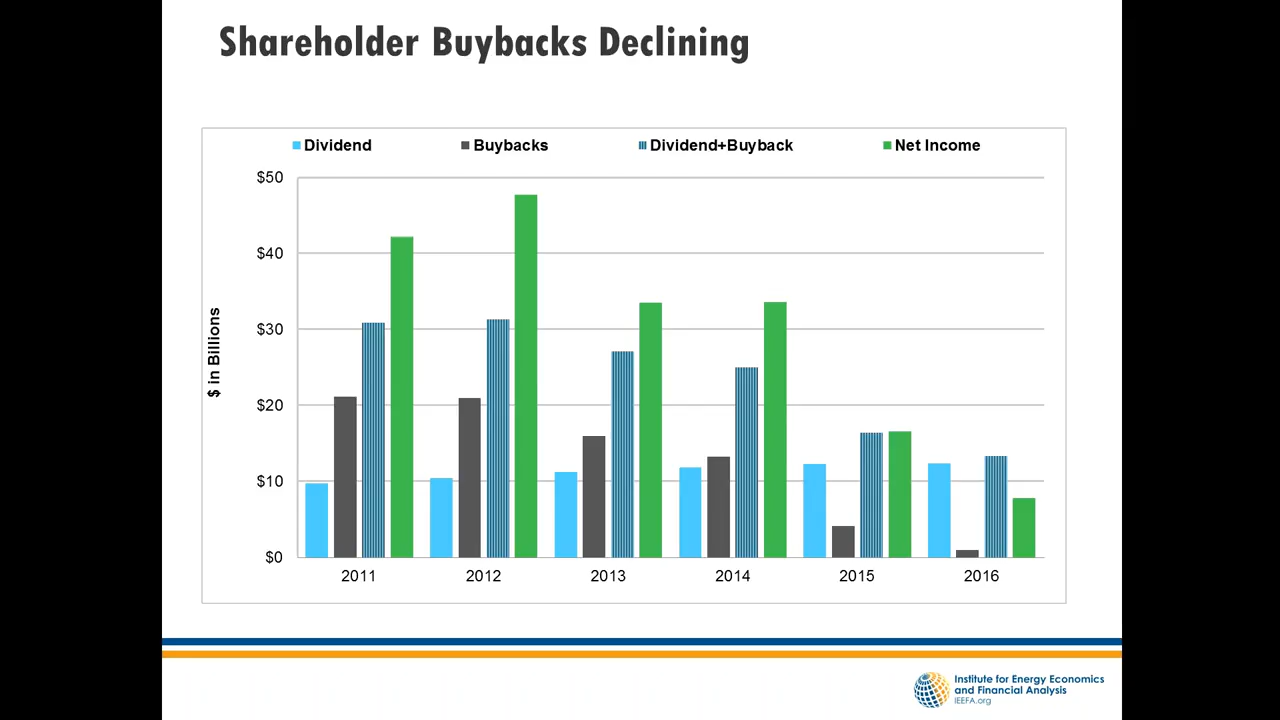 Shareholder Buybacks Declining
Dividend
Buybacks
Dividend+Buyback
Net Income
$50
$40
$30
$20
$10
$0
$ in Billions
2011
2012
2013
2014
2015
2016
Institute for Energy Economics
and Financial Analysis
IEEFA.org